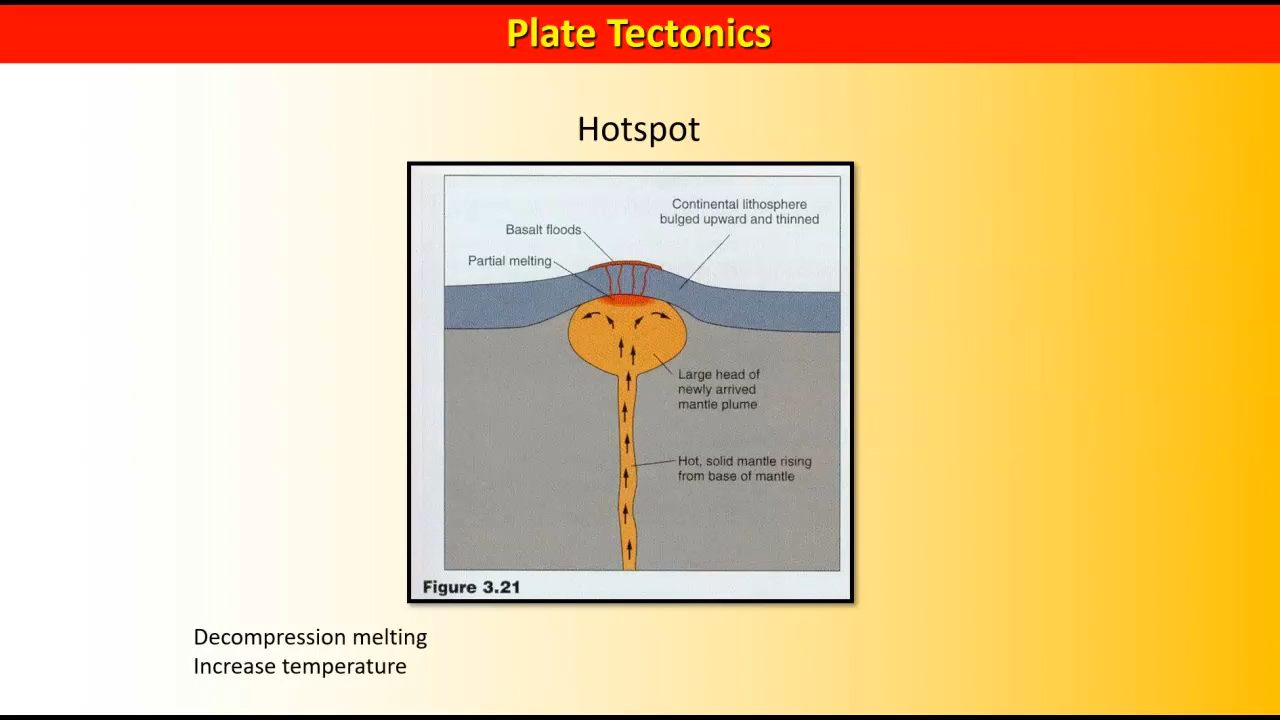 Plate Tectonics
Hotspot
Continental lithosphere
bulged upward and thinned
Basalt floods
Partial melting
Large head of
newly arrived
mantle plume
Hot, solid mantle rising
from base of mantle
Figure 3.21
Decompression melting
Increase temperature